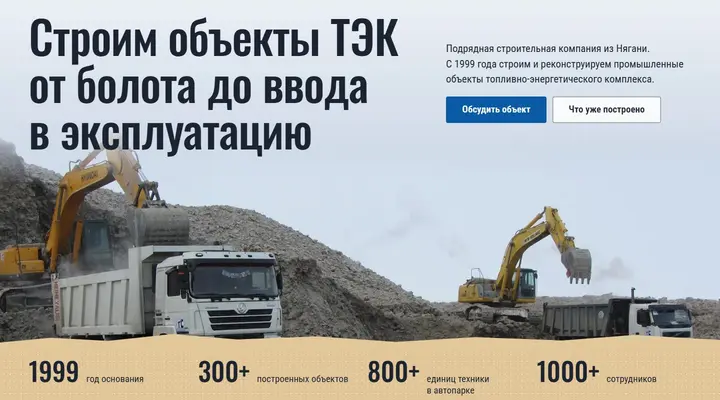 Строим объекты ТЭК
от болота до ввода
в эксплуатацию
Подрядная строительная компания из Нягани.
С 1999 года строим и реконструируем промышленные
объекты топливно-энергетического комплекса.
Обсудить объект
Что уже построено
HYUNDAI
1999 год основания
300+ построенных объектов
800+ единиц техники
в автопарке
1000+ сотрудников